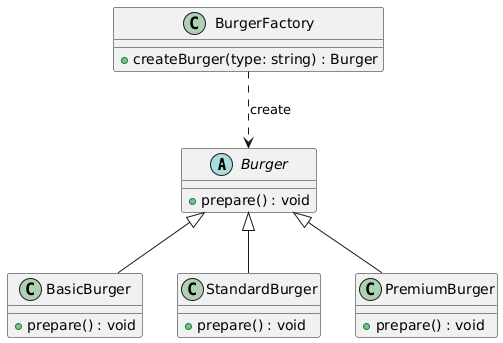 C BurgerFactory
createBurger(type: string) : Burger
create
A Burger
prepare() : void
C BasicBurger
C StandardBurger
C PremiumBurger
prepare() : void
prepare() : void
prepare() : void